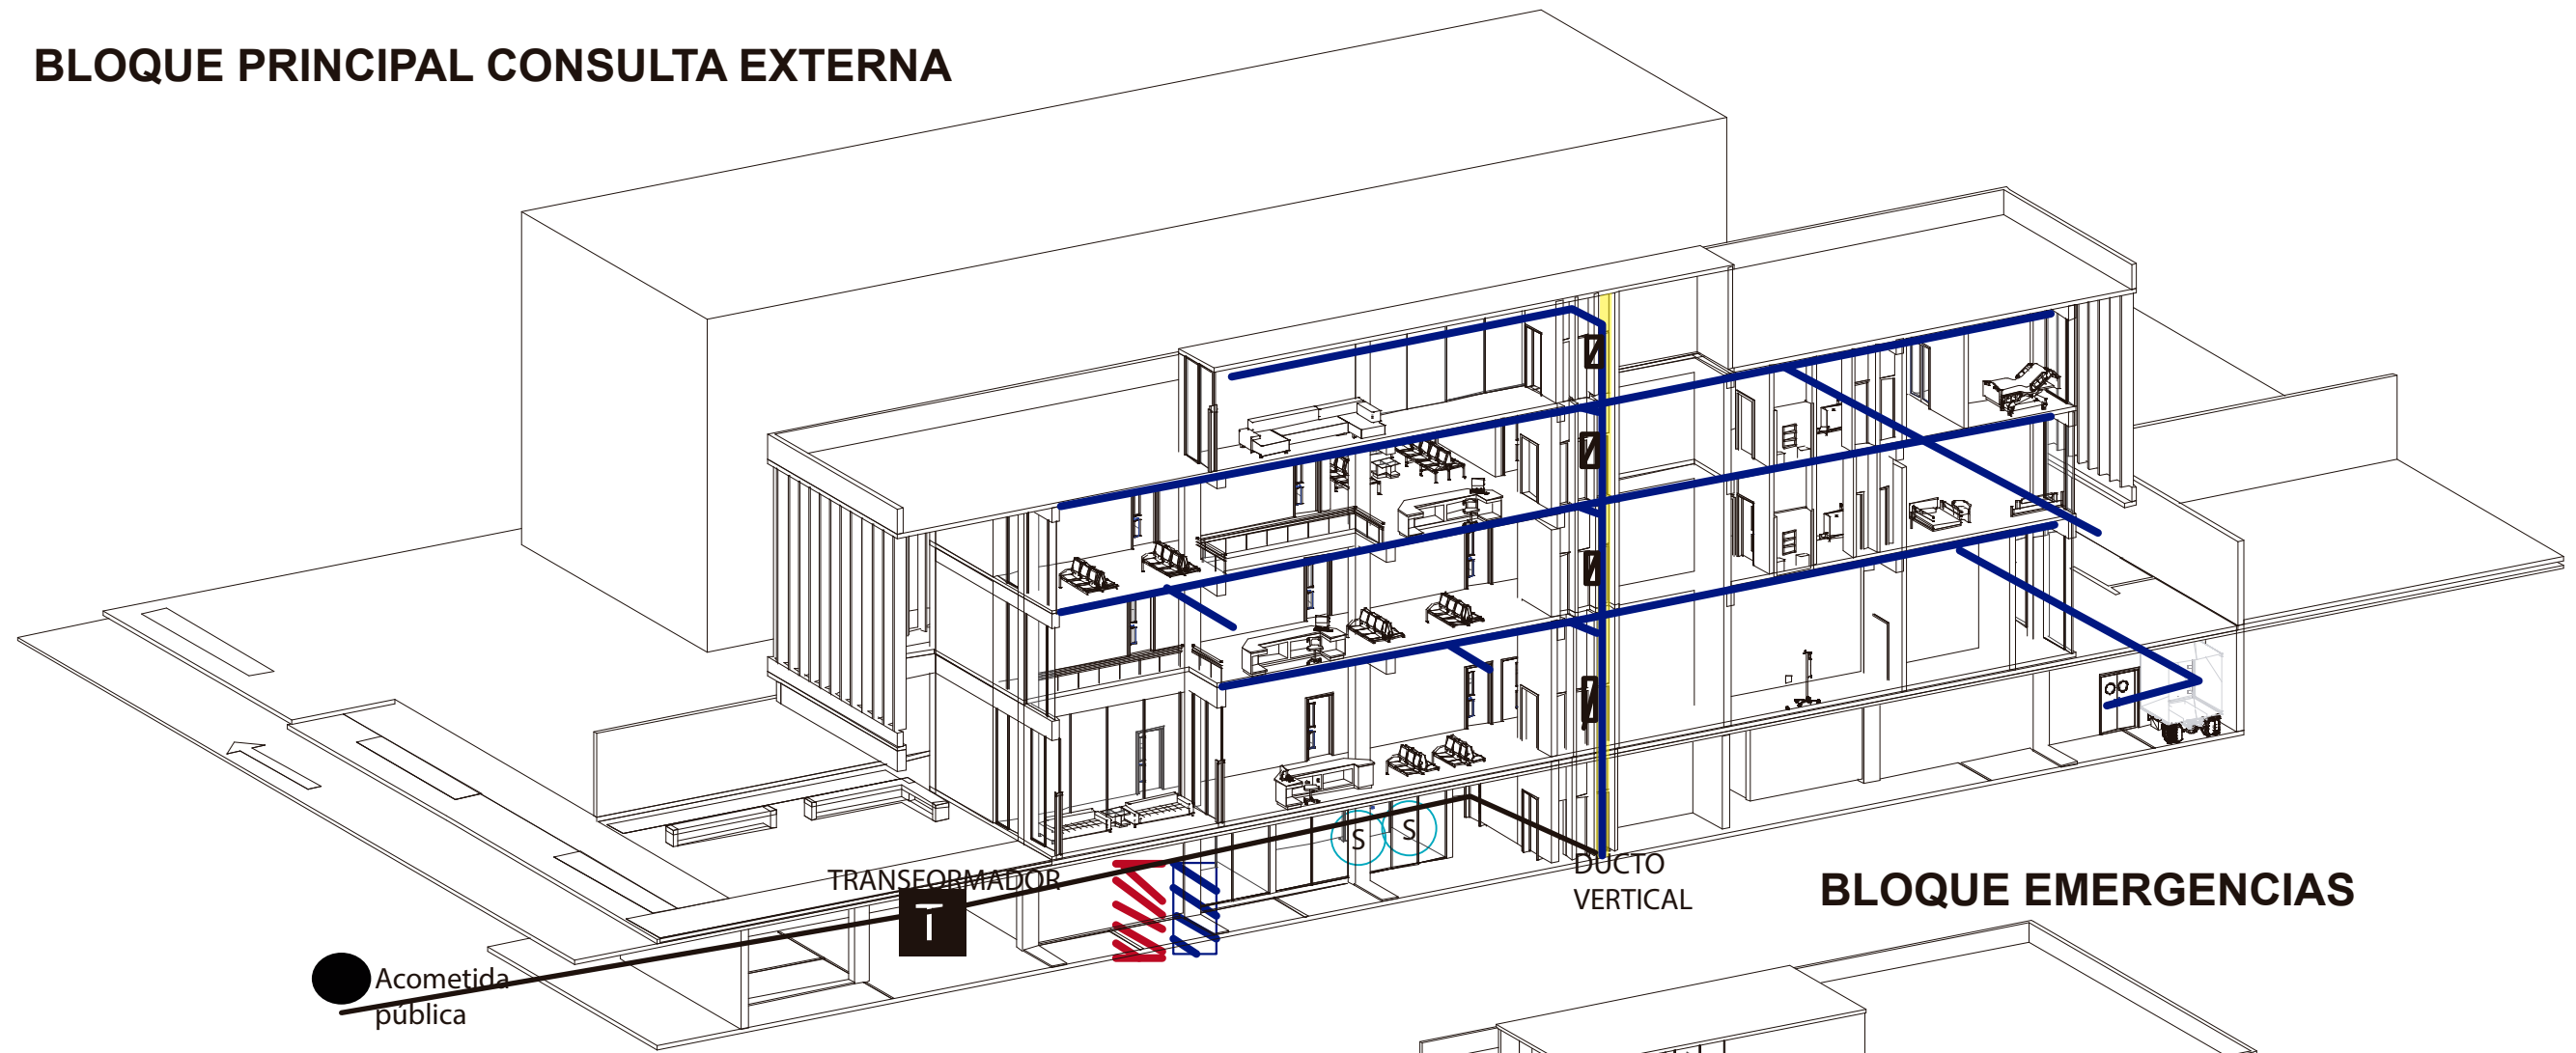 BLOQUE PRINCIPAL CONSULTA EXTERNA
S
S
TRANSFORMADOR
T
DUCTO
VERTICAL
BLOQUE EMERGENCIAS
Acometida
pública